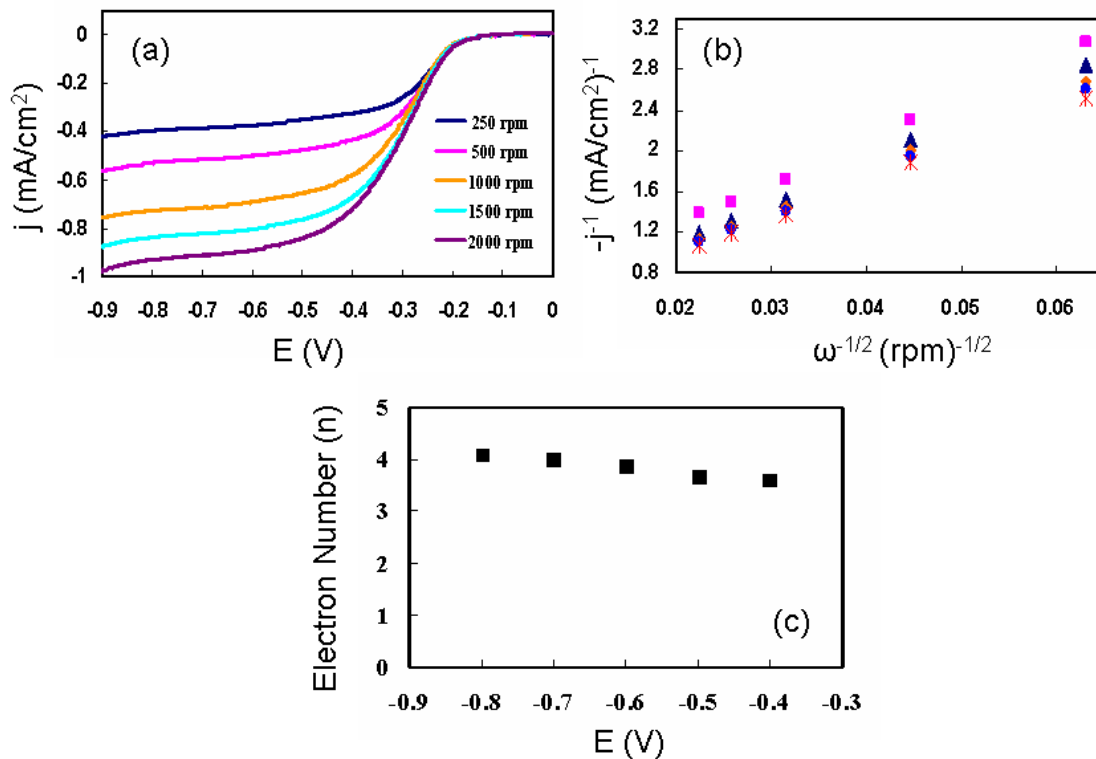 (a)
0
-0.2
-0.4
-0.6
-0.8
-1
j (mA/cm²)
250 rpm
500 rpm
1000 rpm
1500 rpm
2000 rpm
-0.9 -0.8 -0.7 -0.6 -0.5 -0.4 -0.3 -0.2 -0.1 0
E (V)
(b)
3.2
2.8
2.4
2
1.6
1.2
0.8
-j⁻¹ (mA/cm²)⁻¹
0.02 0.03 0.04 0.05 0.06
ω⁻¹/² (rpm)⁻¹/²
5
4
3
2
1
0
Electron Number (n)
(c)
-0.9 -0.8 -0.7 -0.6 -0.5 -0.4 -0.3
E (V)